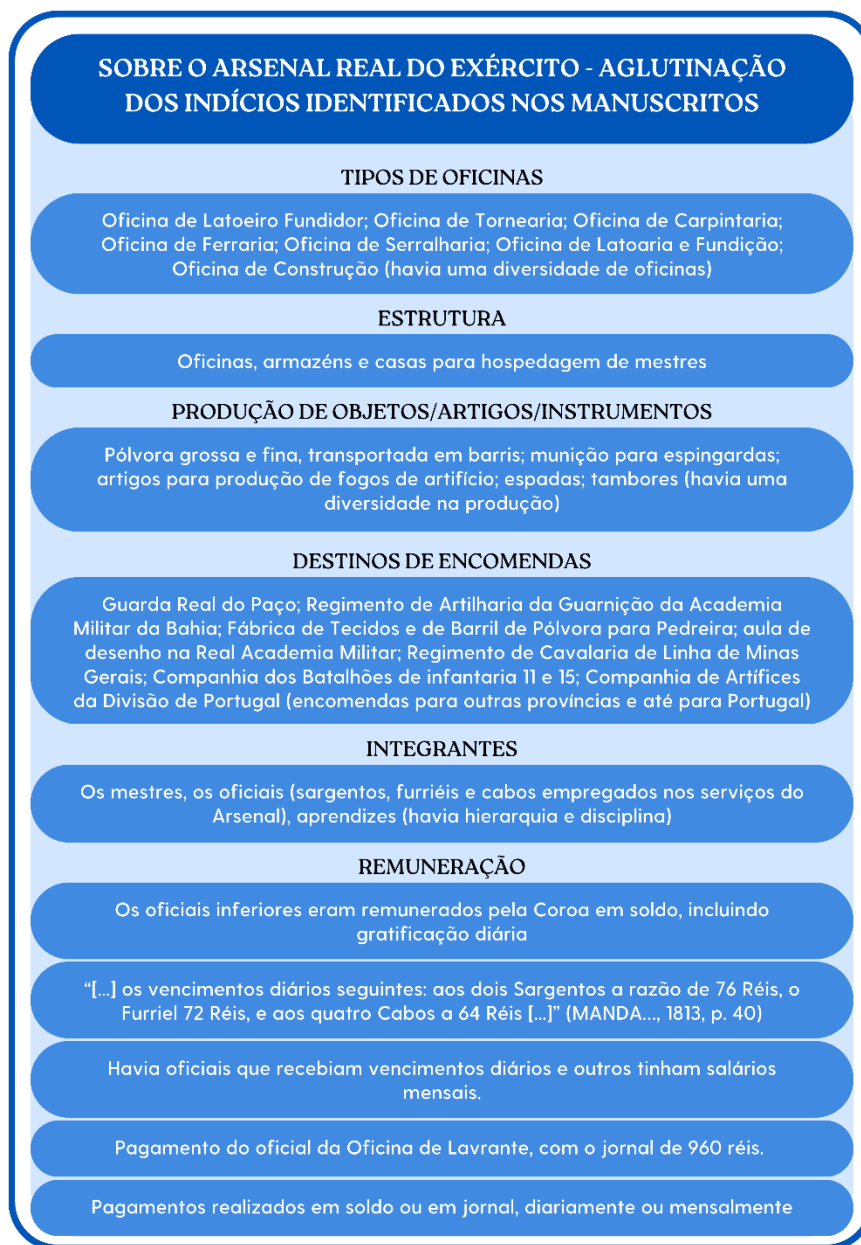 SOBRE O ARSENAL REAL DO EXÉRCITO - AGLUTINAÇÃO
DOS INDÍCIOS IDENTIFICADOS NOS MANUSCRITOS
TIPOS DE OFICINAS
Oficina de Latoeiro Fundidor; Oficina de Tornearia; Oficina de Carpintaria;
Oficina de Ferraria; Oficina de Serralharia; Oficina de Latoaria e Fundição;
Oficina de Construção (havia uma diversidade de oficinas)
ESTRUTURA
Oficinas, armazéns e casas para hospedagem de mestres
PRODUÇÃO DE OBJETOS/ARTIGOS/INSTRUMENTOS
Pólvora grossa e fina, transportada em barris; munição para espingardas;
artigos para produção de fogos de artifício; espadas; tambores (havia uma
diversidade na produção)
DESTINOS DE ENCOMENDAS
Guarda Real do Paço; Regimento de Artilharia da Guarnição da Academia
Militar da Bahia; Fábrica de Tecidos e de Barril de Pólvora para Pedreira; aula de
desenho na Real Academia Militar; Regimento de Cavalaria de Linha de Minas
Gerais; Companhia dos Batalhões de infantaria 11 e 15; Companhia de Artífices
da Divisão de Portugal (encomendas para outras províncias e até para Portugal)
INTEGRANTES
Os mestres, os oficiais (sargentos, furriéis e cabos empregados nos serviços do
Arsenal), aprendizes (havia hierarquia e disciplina)
REMUNERAÇÃO
Os oficiais inferiores eram remunerados pela Coroa em soldo, incluindo
gratificação diária
“[...] os vencimentos diários seguintes: aos dois Sargentos a razão de 76 Réis, o
Furriel 72 Réis, e aos quatro Cabos a 64 Réis [...]” (MANDA..., 1813, p. 40)
Havia oficiais que recebiam vencimentos diários e outros tinham salários
mensais.
Pagamento do oficial da Oficina de Lavrante, com o jornal de 960 réis.
Pagamentos realizados em soldo ou em jornal, diariamente ou mensalmente